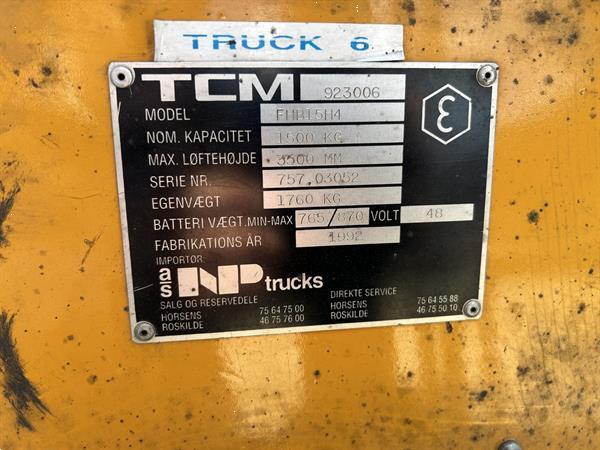 TRUCK 6
TCM 923006
MODEL FHB15H4
NOM. KAPACITET 1500 KG
MAX. LØFTEHØJDE 3500 MM
SERIE NR. 757.03052
EGENVÆGT 1760 KG
BATTERI VÆGT. MIN-MAX 765/870 VOLT 48
FABRIKATIONS ÅR 1992
IMPORTØR
a/s NP trucks
SALG OG RESERVEDELE DIREKTE SERVICE
HORSENS 75 64 75 00 HORSENS 75 64 55 88
ROSKILDE 46 75 76 00 ROSKILDE 46 75 50 10